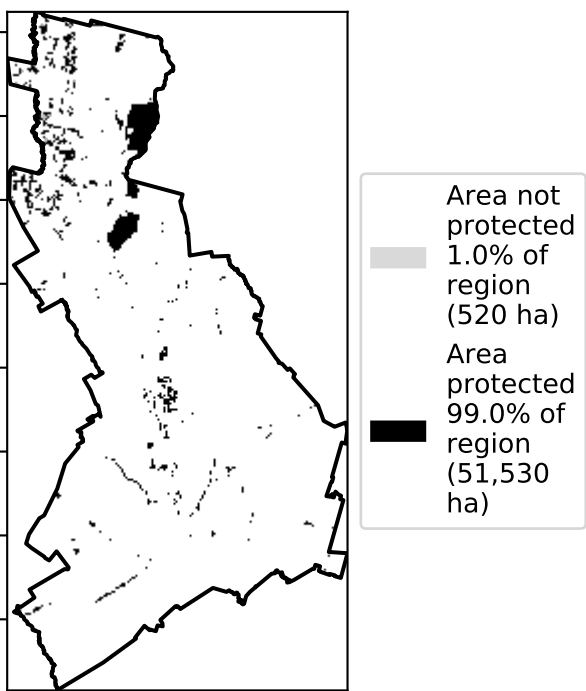 Area not
protected
1.0% of
region
(520 ha)
Area
protected
99.0% of
region
(51,530
ha)